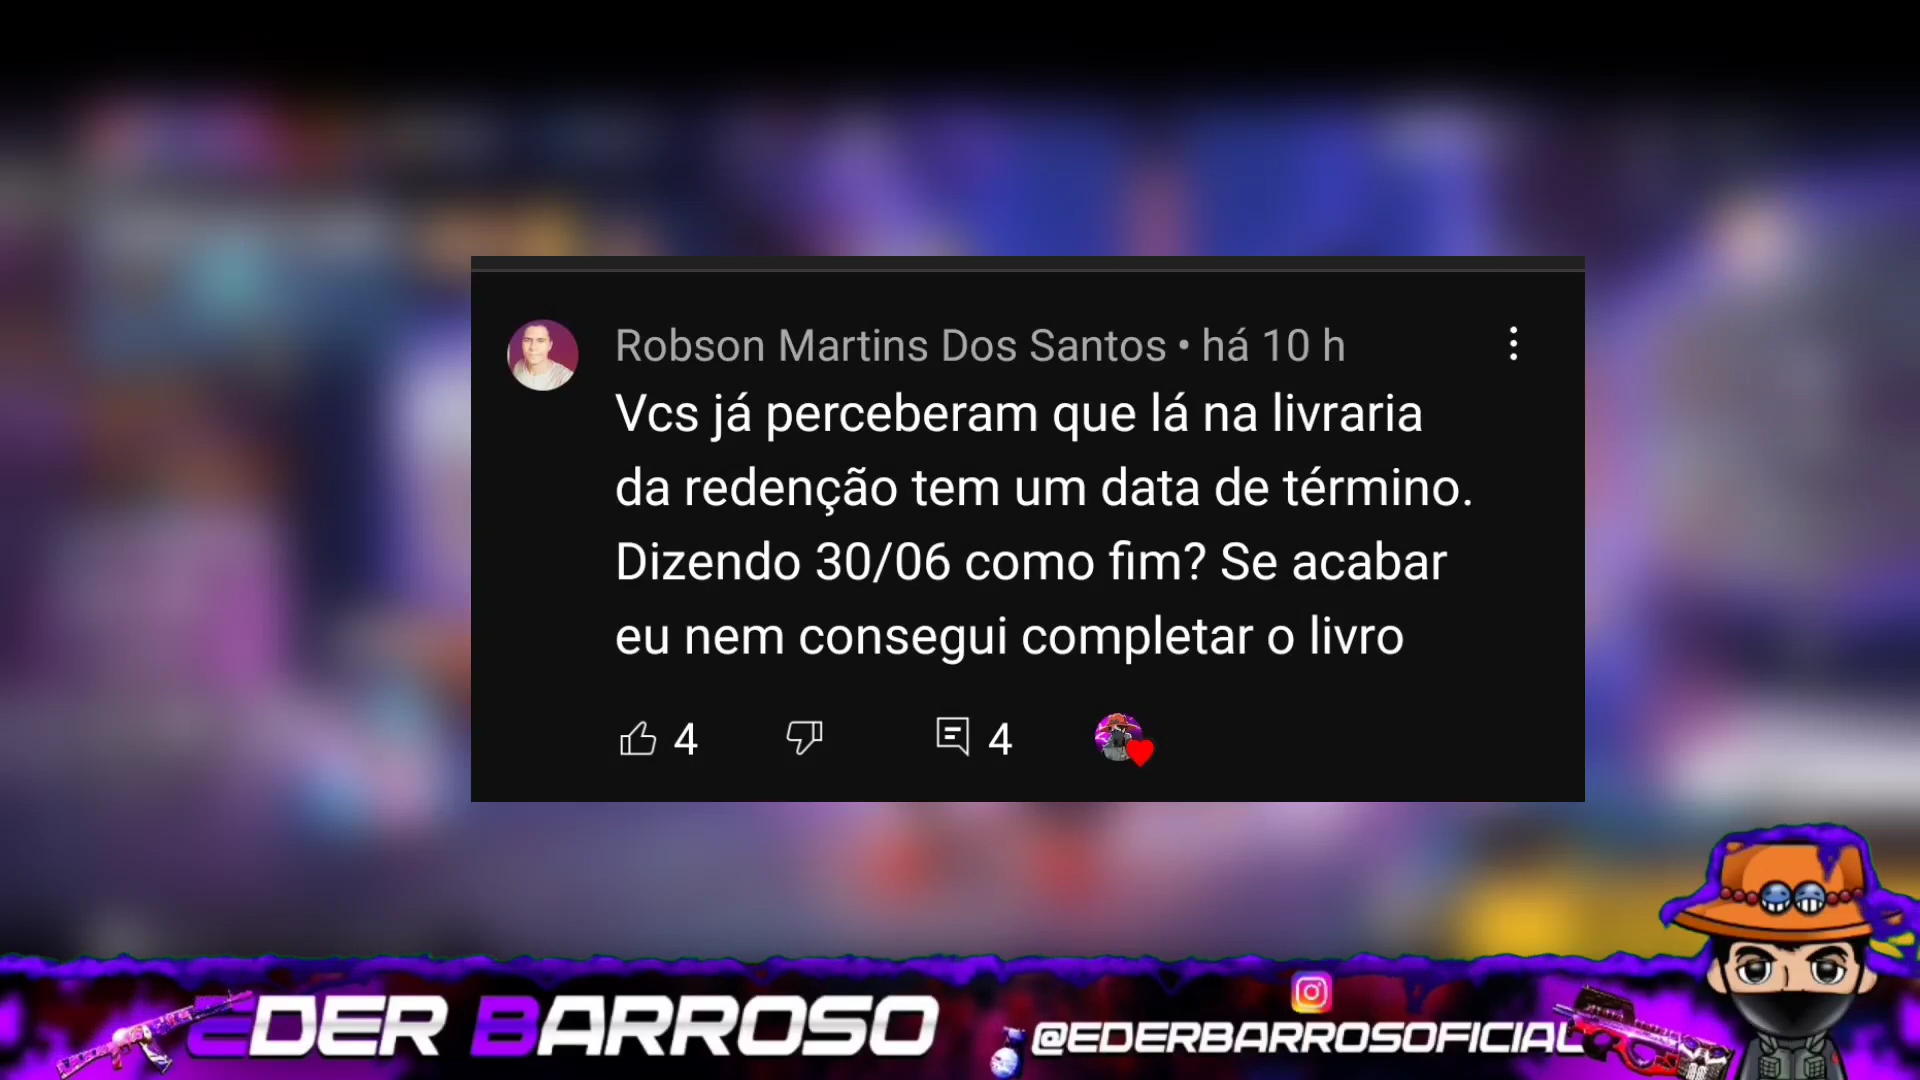 Robson Martins Dos Santos • há 10 h
Vcs já perceberam que lá na livraria
da redenção tem um data de término.
Dizendo 30/06 como fim? Se acabar
eu nem consegui completar o livro
4 4
EDER BARROSO
@EDERBARROSOFICIAL